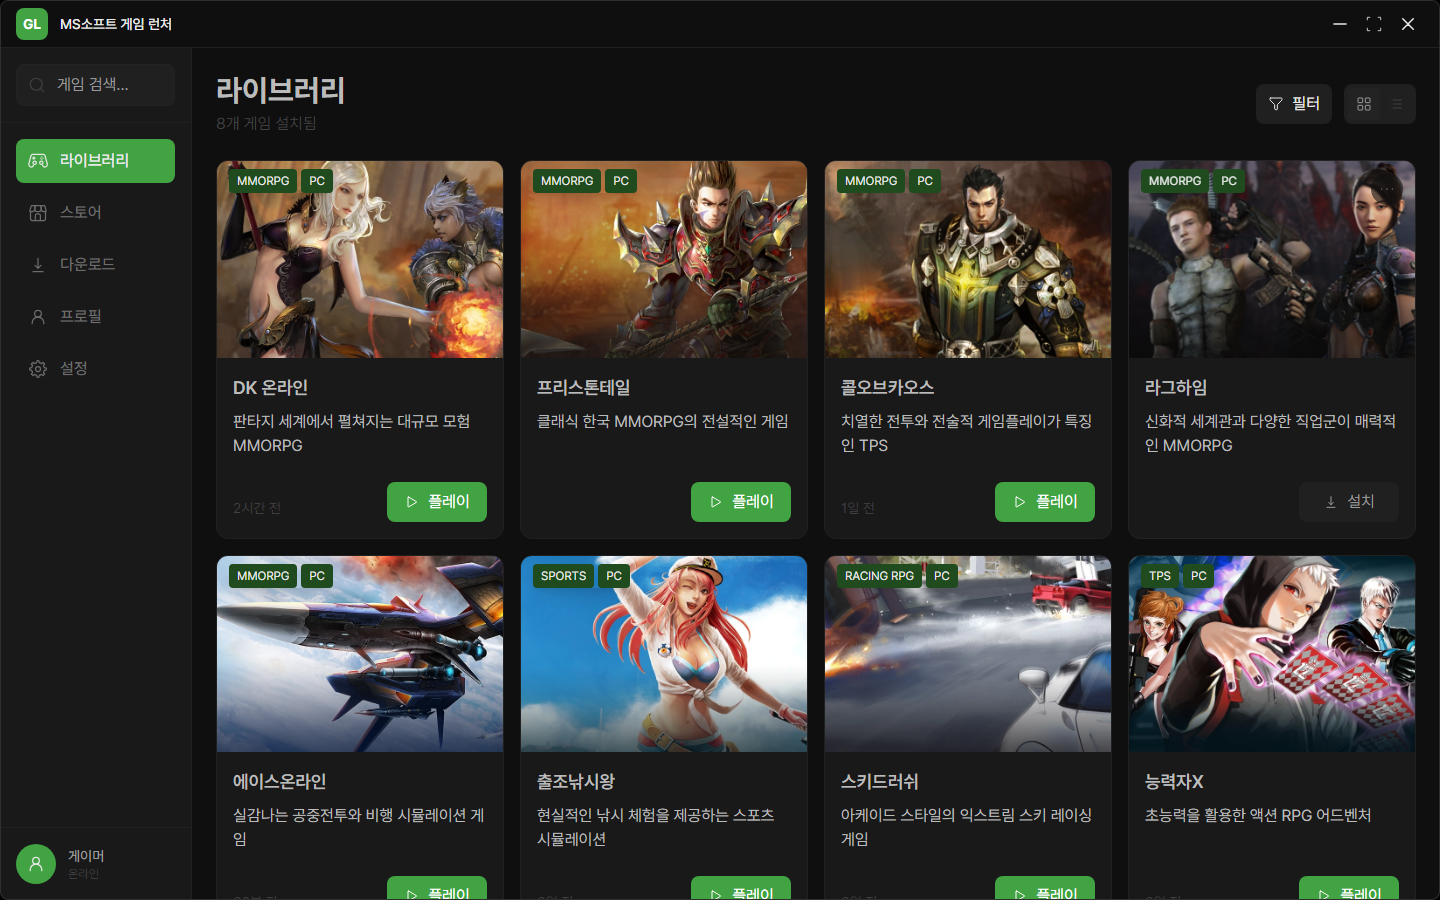 GL MS소프트 게임 런처
게임 검색...
라이브러리
스토어
다운로드
프로필
설정
게이머
온라인
라이브러리
8개 게임 설치됨
필터
MMORPG PC
DK 온라인
판타지 세계에서 펼쳐지는 대규모 모험
MMORPG
2시간 전
플레이
MMORPG PC
프리스톤테일
클래식 한국 MMORPG의 전설적인 게임
플레이
MMORPG PC
콜오브카오스
치열한 전투와 전술적 게임플레이가 특징
인 TPS
1일 전
플레이
MMORPG PC
라그하임
신화적 세계관과 다양한 직업군이 매력적
인 MMORPG
설치
MMORPG PC
에이스온라인
실감나는 공중전투와 비행 시뮬레이션 게
임
플레이
SPORTS PC
출조낚시왕
현실적인 낚시 체험을 제공하는 스포츠
시뮬레이션
플레이
RACING RPG PC
스키드러쉬
아케이드 스타일의 익스트림 스키 레이싱
게임
플레이
TPS PC
능력자X
초능력을 활용한 액션 RPG 어드벤처
플레이